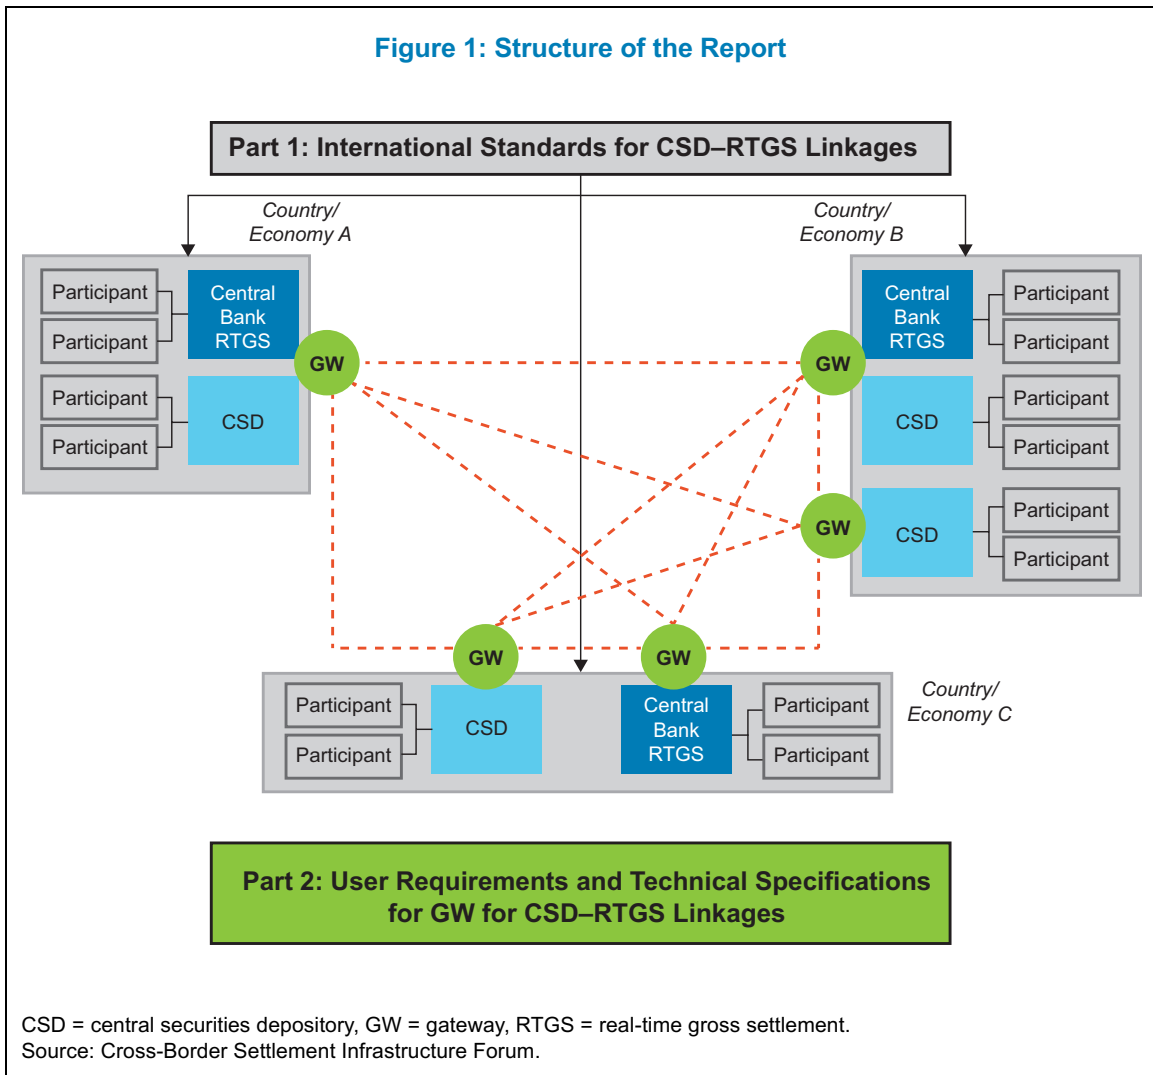 Figure 1: Structure of the Report
Part 1: International Standards for CSD–RTGS Linkages
Country/
Economy A
Country/
Economy B
Participant
Participant
Central
Bank
RTGS
GW
Participant
Participant
CSD
GW
Central
Bank
RTGS
Participant
Participant
CSD
Participant
Participant
GW
CSD
Participant
Participant
GW
GW
Participant
Participant
CSD
Central
Bank
RTGS
Participant
Participant
Country/
Economy C
Part 2: User Requirements and Technical Specifications
for GW for CSD–RTGS Linkages
CSD = central securities depository, GW = gateway, RTGS = real-time gross settlement.
Source: Cross-Border Settlement Infrastructure Forum.